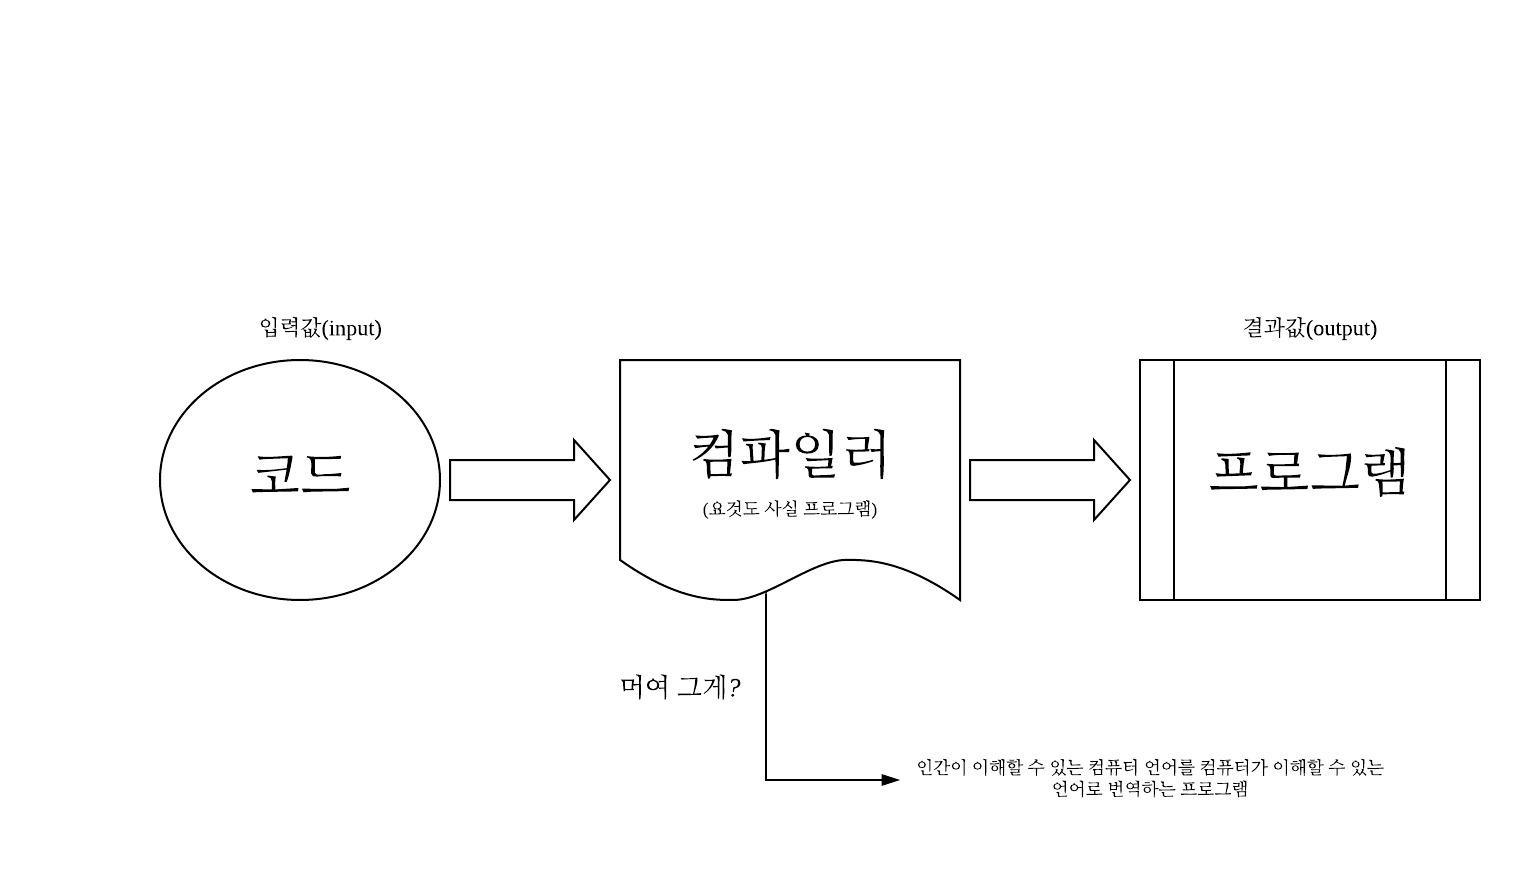 입력값(input)
결과값(output)
코드
컴파일러
(요것도 사실 프로그램)
프로그램
머여 그게?
인간이 이해할 수 있는 컴퓨터 언어를 컴퓨터가 이해할 수 있는
언어로 번역하는 프로그램